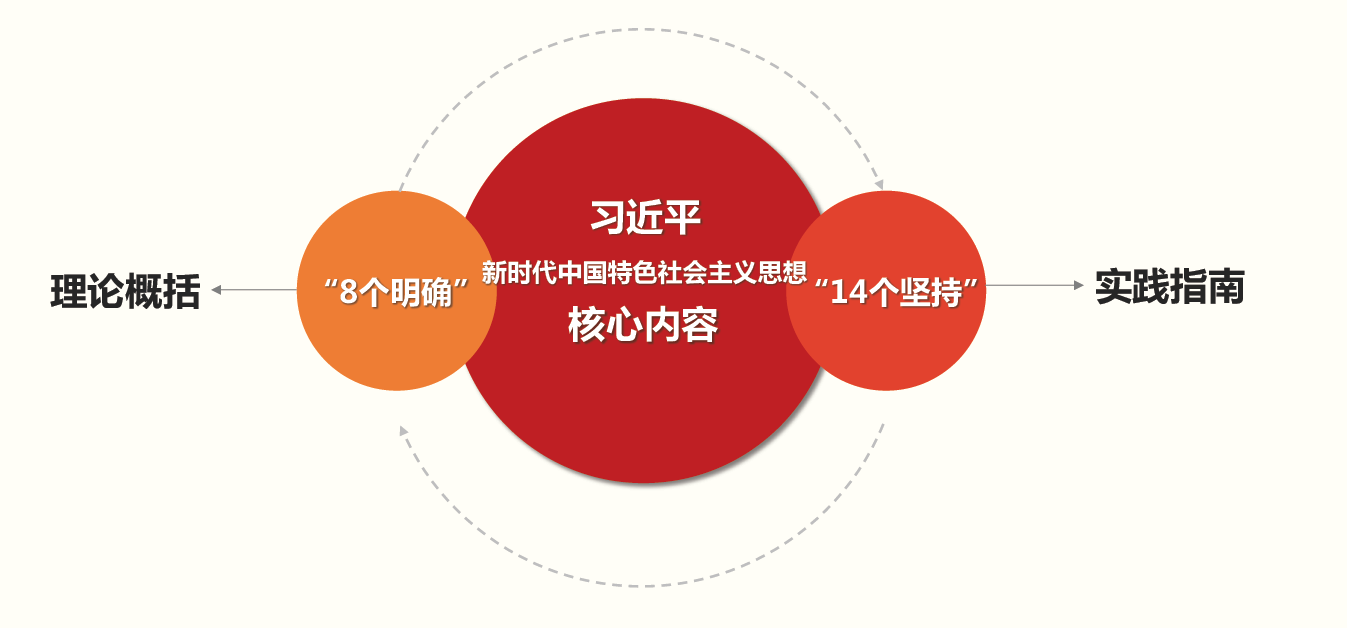 习近平
新时代中国特色社会主义思想
核心内容
理论概括
“8个明确”
“14个坚持”
实践指南